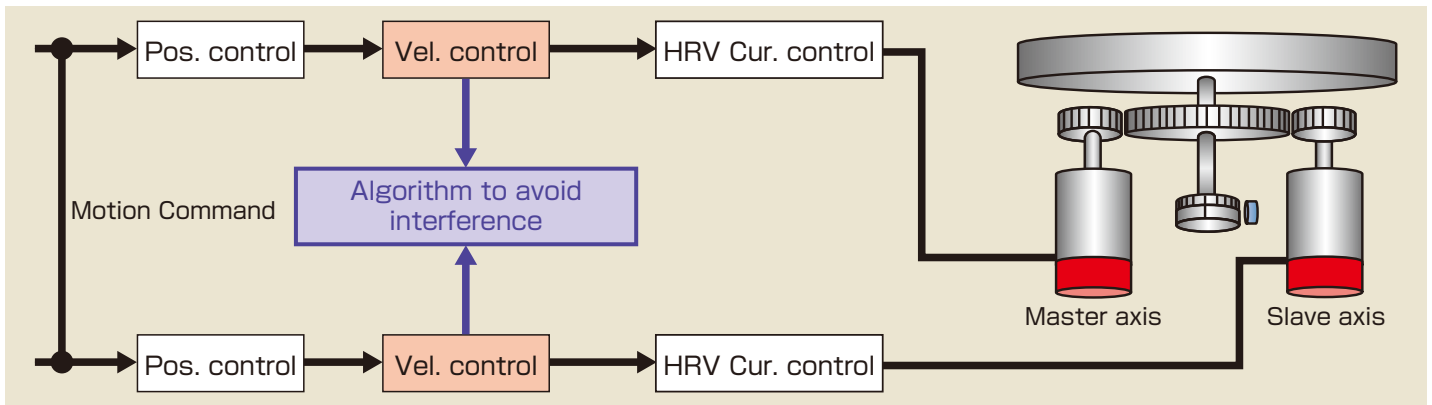 Pos. control
Vel. control
HRV Cur. control
Motion Command
Algorithm to avoid
interference
Master axis
Slave axis
Pos. control
Vel. control
HRV Cur. control